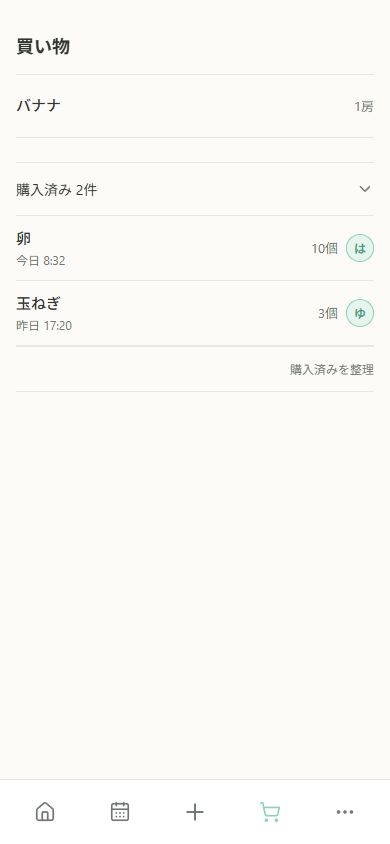 買い物
バナナ 1房
購入済み 2件
卵
今日 8:32
10個 は
玉ねぎ
昨日 17:20
3個 ゆ
購入済みを整理